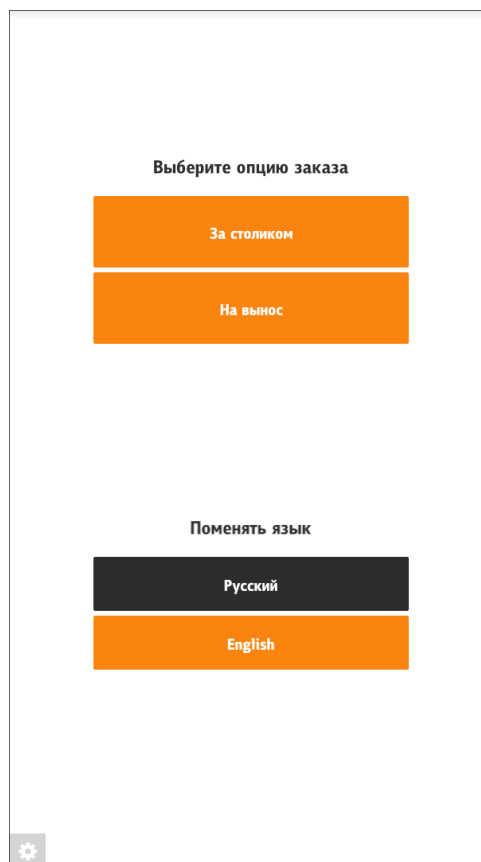 Выберите опцию заказа
За столиком
На вынос
Поменять язык
Русский
English